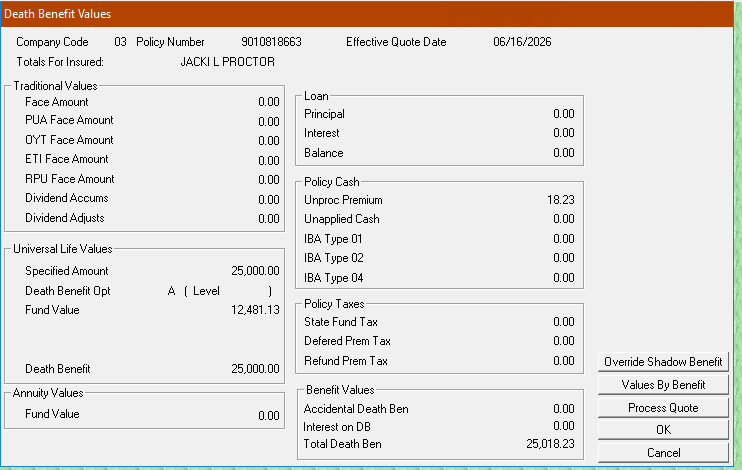 Death Benefit Values
Company Code 03 Policy Number 9010818663 Effective Quote Date 06/16/2026
Totals For Insured: JACKI L PROCTOR
Traditional Values
Face Amount 0.00
PUA Face Amount 0.00
OYT Face Amount 0.00
ETI Face Amount 0.00
RPU Face Amount 0.00
Dividend Accums 0.00
Dividend Adjusts 0.00
Universal Life Values
Specified Amount 25,000.00
Death Benefit Opt A ( Level )
Fund Value 12,481.13
Death Benefit 25,000.00
Annuity Values
Fund Value 0.00
Loan
Principal 0.00
Interest 0.00
Balance 0.00
Policy Cash
Unproc Premium 18.23
Unapplied Cash 0.00
IBA Type 01 0.00
IBA Type 02 0.00
IBA Type 04 0.00
Policy Taxes
State Fund Tax 0.00
Defered Prem Tax 0.00
Refund Prem Tax 0.00
Benefit Values
Accidental Death Ben 0.00
Interest on DB 0.00
Total Death Ben 25,018.23
Override Shadow Benefit
Values By Benefit
Process Quote
OK
Cancel